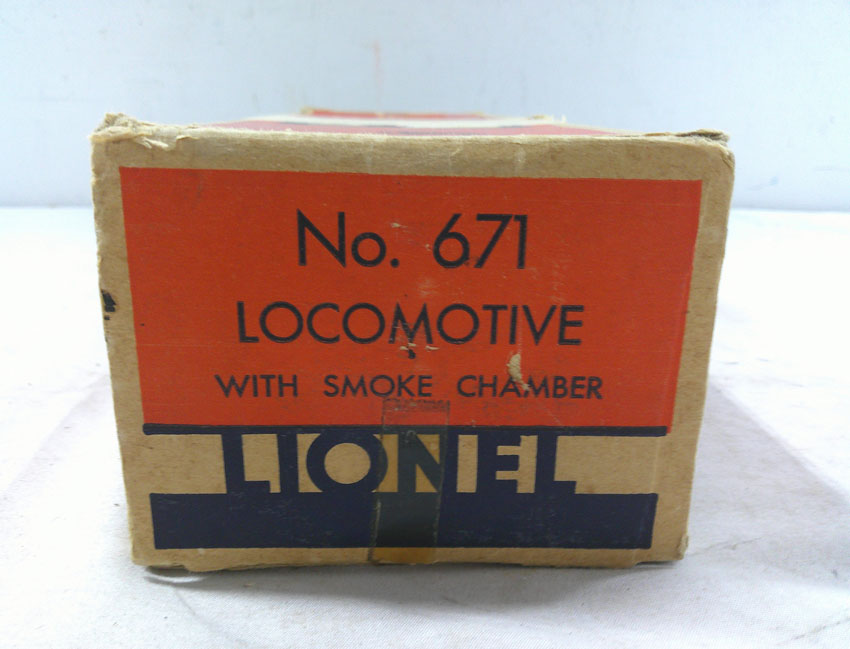 No. 671
LOCOMOTIVE
WITH SMOKE CHAMBER
LIONEL